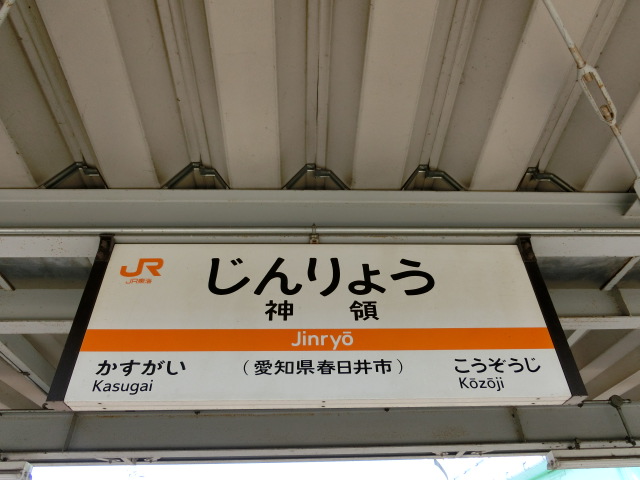 JR
JR東海
じんりょう
神領
Jinryō
かすがい
Kasugai
（愛知県春日井市）
こうぞうじ
Kōzōji